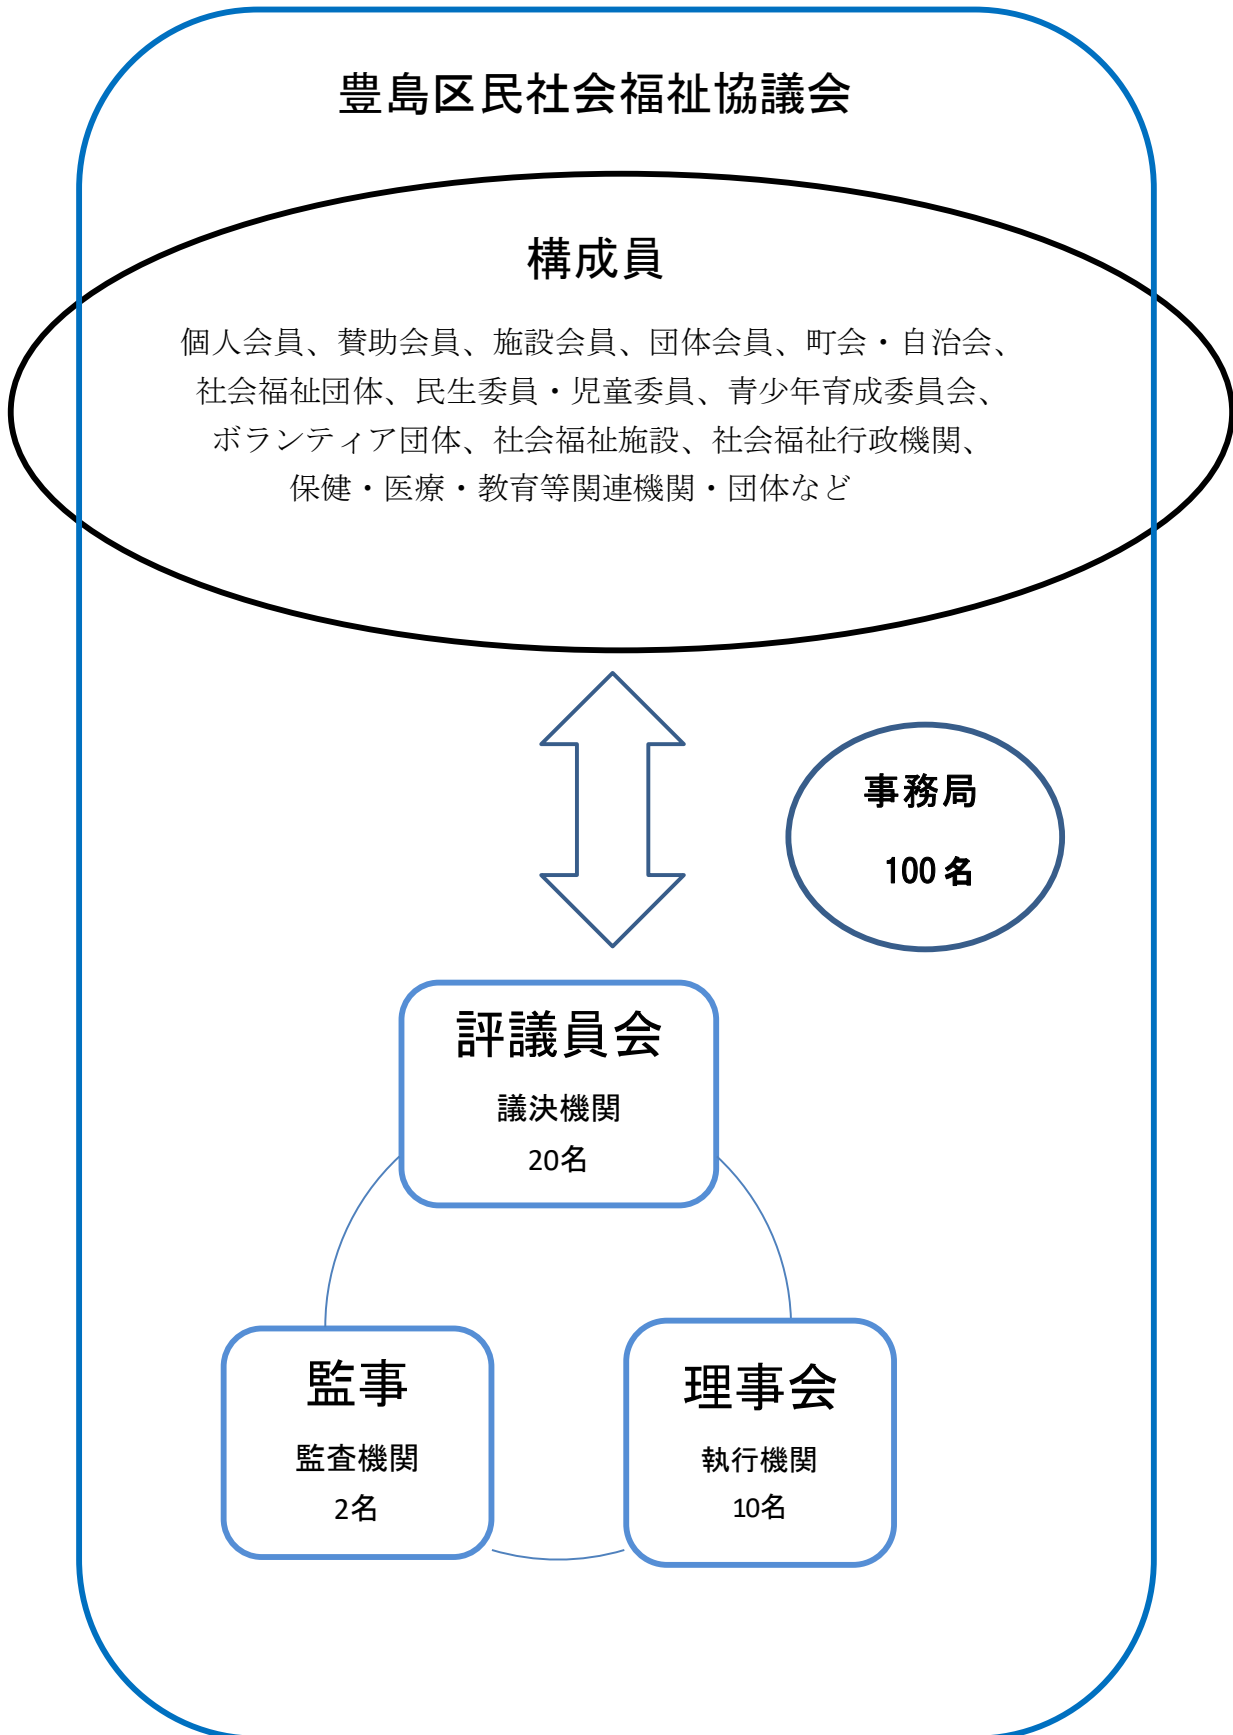 豊島区民社会福祉協議会
構成員
個人会員、賛助会員、施設会員、団体会員、町会・自治会、
社会福祉団体、民生委員・児童委員、青少年育成委員会、
ボランティア団体、社会福祉施設、社会福祉行政機関、
保健・医療・教育等関連機関・団体など
事務局
100 名
評議員会
議決機関
20名
監事
監査機関
2名
理事会
執行機関
10名